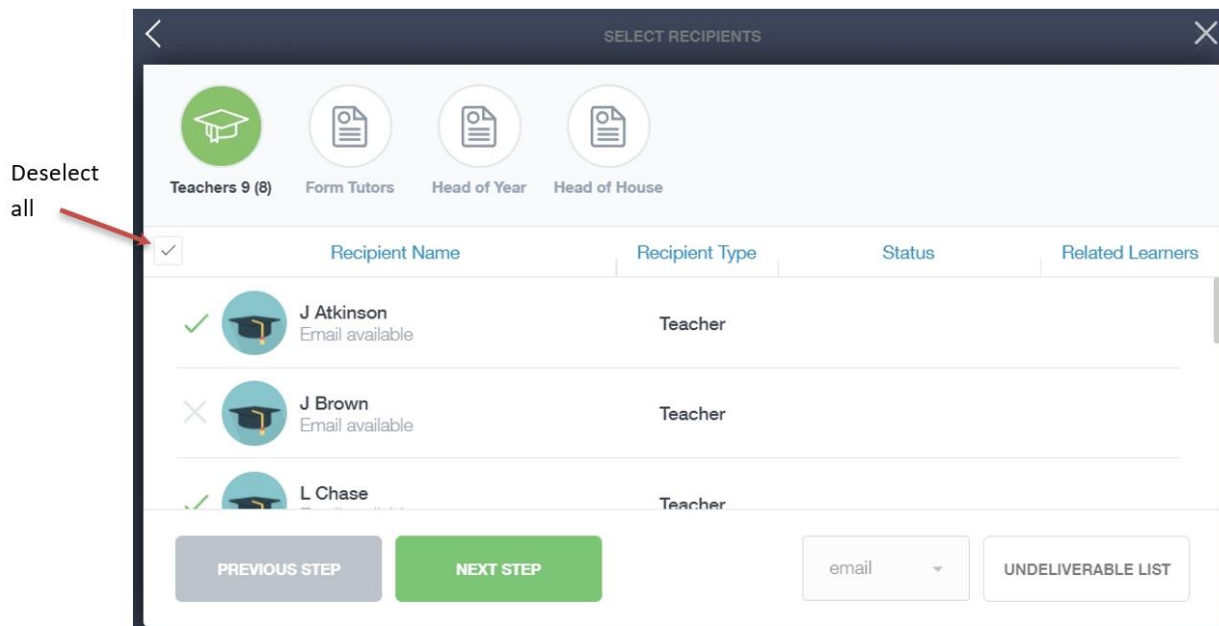 SELECT RECIPIENTS
Teachers 9 (8)
Form Tutors
Head of Year
Head of House
Deselect
all
Recipient Name
Recipient Type
Status
Related Learners
J Atkinson
Email available
Teacher
J Brown
Email available
Teacher
L Chase
Teacher
PREVIOUS STEP
NEXT STEP
email
UNDELIVERABLE LIST